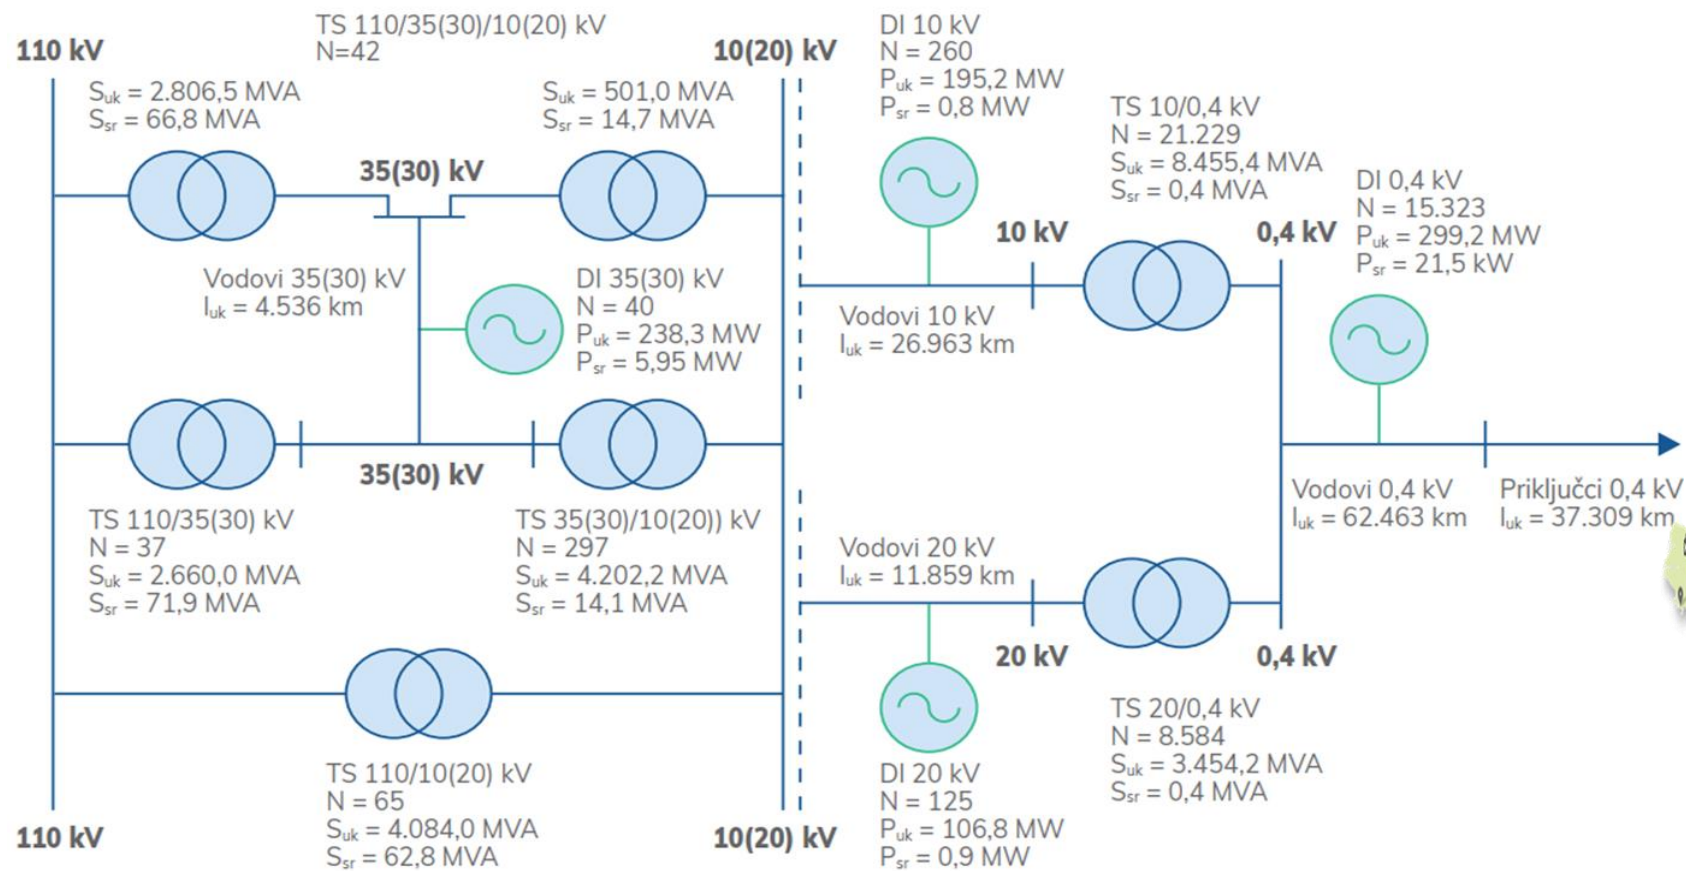 TS 110/35(30)/10(20) kV
N=42
110 kV
10(20) kV
Suk = 2.806,5 MVA
Ssr = 66,8 MVA
Suk = 501,0 MVA
Ssr = 14,7 MVA
35(30) kV
Vodovi 35(30) kV
luk = 4.536 km
DI 35(30) kV
N = 40
Puk = 238,3 MW
Psr = 5,95 MW
35(30) kV
TS 110/35(30) kV
N = 37
Suk = 2.660,0 MVA
Ssr = 71,9 MVA
TS 35(30)/10(20)) kV
N = 297
Suk = 4.202,2 MVA
Ssr = 14,1 MVA
TS 110/10(20) kV
N = 65
Suk = 4.084,0 MVA
Ssr = 62,8 MVA
110 kV
10(20) kV
DI 10 kV
N = 260
Puk = 195,2 MW
Psr = 0,8 MW
TS 10/0,4 kV
N = 21.229
Suk = 8.455,4 MVA
Ssr = 0,4 MVA
10 kV
0,4 kV
DI 0,4 kV
N = 15.323
Puk = 299,2 MW
Psr = 21,5 kW
Vodovi 10 kV
luk = 26.963 km
Vodovi 0,4 kV
luk = 62.463 km
Priključci 0,4 kV
luk = 37.309 km
Vodovi 20 kV
luk = 11.859 km
20 kV
0,4 kV
DI 20 kV
N = 125
Puk = 106,8 MW
Psr = 0,9 MW
TS 20/0,4 kV
N = 8.584
Suk = 3.454,2 MVA
Ssr = 0,4 MVA